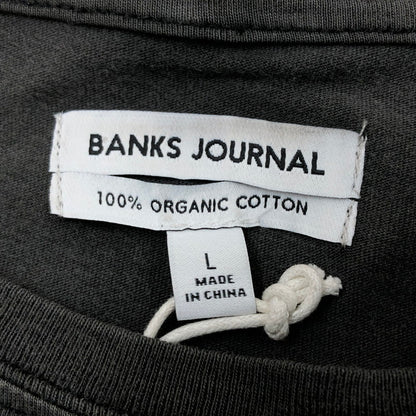 BANKS JOURNAL
100% ORGANIC COTTON
L
MADE
IN CHINA